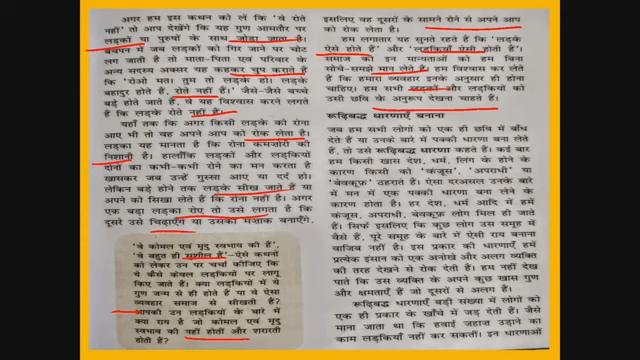 अगर हम इस कथन को लें कि 'वे रोते
नहीं' तो आप देखेंगे कि यह गुण आमतौर पर
लड़कों या पुरुषों के साथ जोड़ा जाता है।
बचपन में जब लड़कों को गिर जाने पर चोट
लग जाती है तो माता-पिता एवं परिवार के
अन्य सदस्य अक्सर यह कहकर चुप कराते हैं
कि 'रोओ मत। तुम तो लड़के हो। लड़के
बहादुर होते हैं, रोते नहीं हैं।' जैसे-जैसे बच्चे
बड़े होते जाते हैं, वे यह विश्वास करने लगते
हैं कि लड़के रोते नहीं हैं।
यहाँ तक कि अगर किसी लड़के को रोना
आए भी तो वह अपने आप को रोक लेता है।
लड़का यह मानता है कि रोना कमज़ोरी की
निशानी है। हालाँकि लड़कों और लड़कियों
दोनों का कभी-कभी रोने का मन करता है
खासकर जब उन्हें गुस्सा आए या दर्द हो।
लेकिन बड़े होने तक लड़के सीख जाते हैं या
अपने को सिखा लेते हैं कि रोना नहीं है। अगर
एक बड़ा लड़का रोए तो उसे लगता है कि
दूसरे उसे चिढ़ाएँगे या उसका मज़ाक बनाएँगे।
'वे कोमल एवं मृदु स्वभाव की हैं',
'वे बहुत ही सुशील हैं'- ऐसे कथनों
को लेकर उन पर चर्चा कीजिए कि
ये कैसे केवल लड़कियों पर लागू
किए जाते हैं। क्या लड़कियों में ये
गुण जन्म से ही होते हैं या वे ऐसा
व्यवहार समाज से सीखती हैं?
आपकी उन लड़कियों के बारे में
क्या राय है जो कोमल एवं मृदु
स्वभाव की नहीं होतीं और शरारती
होती हैं?
इसलिए वह दूसरों के सामने रोने से अपने आप
को रोक लेता है।
हम लगातार यह सुनते रहते हैं कि 'लड़के
ऐसे होते हैं' और 'लड़कियाँ ऐसी होती हैं'।
समाज की इन मान्यताओं को हम बिना
सोचे-समझे मान लेते हैं। हम विश्वास कर लेते
हैं कि हमारा व्यवहार इनके अनुसार ही होना
चाहिए। हम सभी लड़कों और लड़कियों को
उसी छवि के अनुरूप देखना चाहते हैं।
रूढ़िबद्ध धारणाएँ बनाना
जब हम सभी लोगों को एक ही छवि में बाँध
देते हैं या उनके बारे में पक्की धारणा बना लेते
हैं, तो उसे रूढ़िबद्ध धारणा कहते हैं। कई बार
हम किसी खास देश, धर्म, लिंग के होने के
कारण किसी को 'कंजूस', 'अपराधी' या
'बेवकूफ़' ठहराते हैं। ऐसा दरअसल उनके बारे
में मन में एक पक्की धारणा बना लेने के
कारण होता है। हर देश, धर्म आदि में हमें
कंजूस, अपराधी, बेवकूफ़ लोग मिल ही जाते
हैं। सिर्फ़ इसलिए कि कुछ लोग उस समूह में
वैसे हैं, पूरे समूह के बारे में ऐसी राय बनाना
वाजिब नहीं है। इस प्रकार की धारणाएँ हमें
प्रत्येक इंसान को एक अनोखे और अलग व्यक्ति
की तरह देखने से रोक देती हैं। हम नहीं देख
पाते कि उस व्यक्ति के अपने कुछ खास गुण
और क्षमताएँ हैं जो दूसरों से अलग हैं।
रूढ़िबद्ध धारणाएँ बड़ी संख्या में लोगों को
एक ही प्रकार के खाँचे में जड़ देती हैं। जैसे
माना जाता था कि हवाई जहाज़ उड़ाने का
काम लड़कियाँ नहीं कर सकतीं। इन धारणाओं